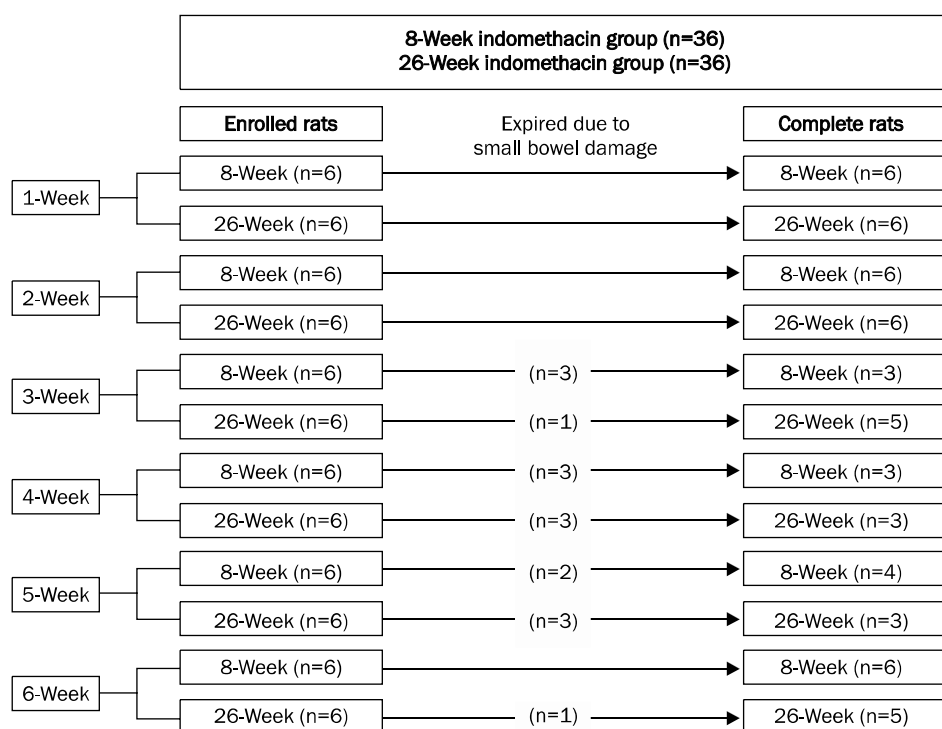 8-Week indomethacin group (n=36)
26-Week indomethacin group (n=36)
Enrolled rats
Expired due to
small bowel damage
Complete rats
1-Week
8-Week (n=6)
8-Week (n=6)
26-Week (n=6)
26-Week (n=6)
2-Week
8-Week (n=6)
8-Week (n=6)
26-Week (n=6)
26-Week (n=6)
3-Week
8-Week (n=6)
(n=3)
8-Week (n=3)
26-Week (n=6)
(n=1)
26-Week (n=5)
4-Week
8-Week (n=6)
(n=3)
8-Week (n=3)
26-Week (n=6)
(n=3)
26-Week (n=3)
5-Week
8-Week (n=6)
(n=2)
8-Week (n=4)
26-Week (n=6)
(n=3)
26-Week (n=3)
6-Week
8-Week (n=6)
8-Week (n=6)
26-Week (n=6)
(n=1)
26-Week (n=5)